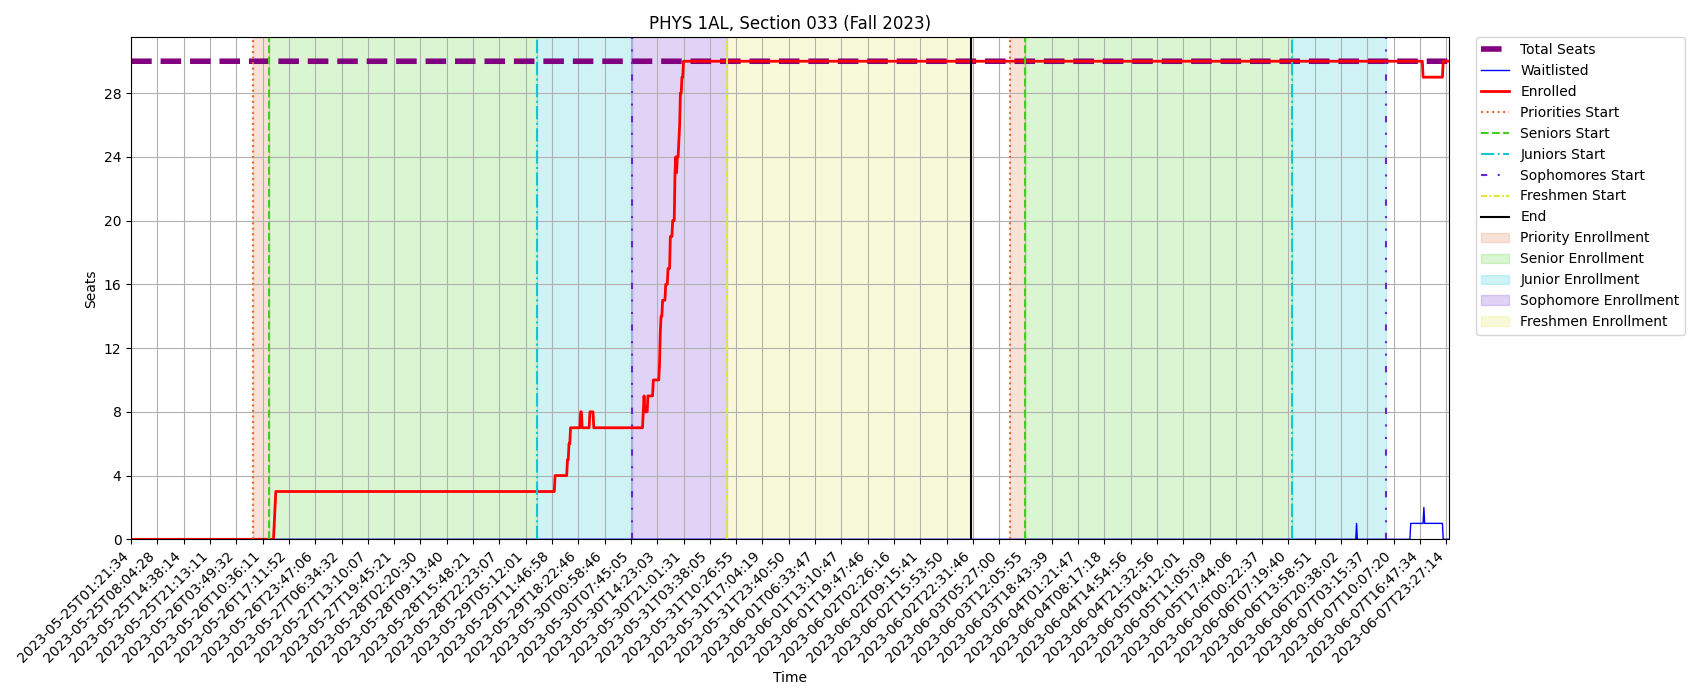 PHYS 1AL, Section 033 (Fall 2023)
Seats
28
24
20
16
12
8
4
0
2023-05-25T01:21:34
2023-05-25T08:04:28
2023-05-25T14:38:14
2023-05-25T21:13:11
2023-05-26T03:49:32
2023-05-26T10:36:11
2023-05-26T17:11:52
2023-05-26T23:47:06
2023-05-27T06:34:32
2023-05-27T13:10:07
2023-05-27T19:45:21
2023-05-28T02:20:30
2023-05-28T09:13:40
2023-05-28T15:48:21
2023-05-28T22:23:07
2023-05-29T05:12:01
2023-05-29T11:46:58
2023-05-29T18:22:46
2023-05-30T00:58:46
2023-05-30T07:45:05
2023-05-30T14:23:03
2023-05-30T21:01:31
2023-05-31T03:38:05
2023-05-31T10:26:55
2023-05-31T17:04:19
2023-05-31T23:40:50
2023-06-01T06:33:47
2023-06-01T13:10:47
2023-06-01T19:47:46
2023-06-02T02:26:16
2023-06-02T09:15:41
2023-06-02T15:53:50
2023-06-02T22:31:46
2023-06-03T05:27:00
2023-06-03T12:05:55
2023-06-03T18:43:39
2023-06-04T01:21:47
2023-06-04T08:17:18
2023-06-04T14:54:56
2023-06-04T21:32:56
2023-06-05T04:12:01
2023-06-05T11:05:09
2023-06-05T17:44:06
2023-06-06T00:22:37
2023-06-06T07:19:40
2023-06-06T13:58:51
2023-06-06T20:38:02
2023-06-07T03:15:37
2023-06-07T10:07:20
2023-06-07T16:47:34
2023-06-07T23:27:14
Time
Total Seats
Waitlisted
Enrolled
Priorities Start
Seniors Start
Juniors Start
Sophomores Start
Freshmen Start
End
Priority Enrollment
Senior Enrollment
Junior Enrollment
Sophomore Enrollment
Freshmen Enrollment